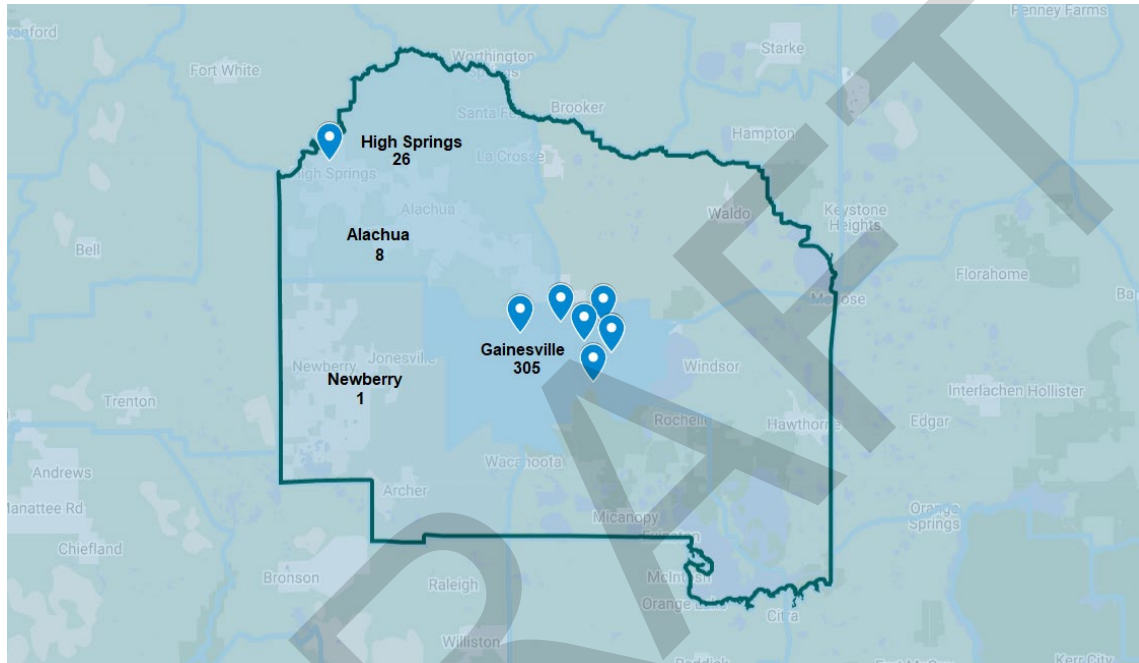 Penney Farms
Worthington
Springs
Starke
Fort White
Brooker
Santa Fe
Hampton
High Springs
26
La Crosse
High Springs
Alachua
Waldo
Keystone
Heights
Alachua
8
Bell
Florahome
Melrose
Gainesville
305
Jonesville
Newberry
Newberry
1
Windsor
Trenton
Interlachen Hollister
Rochelle
Hawthorne
Edgar
Wacahoota
Andrews
Archer
Manattee Rd
Micanopy
Orange
Springs
Evinston
Chiefland
Bronson
McIntosh
Raleigh
Orange Lake
Citra
Williston
Reddick
Kerr City
DRAFT